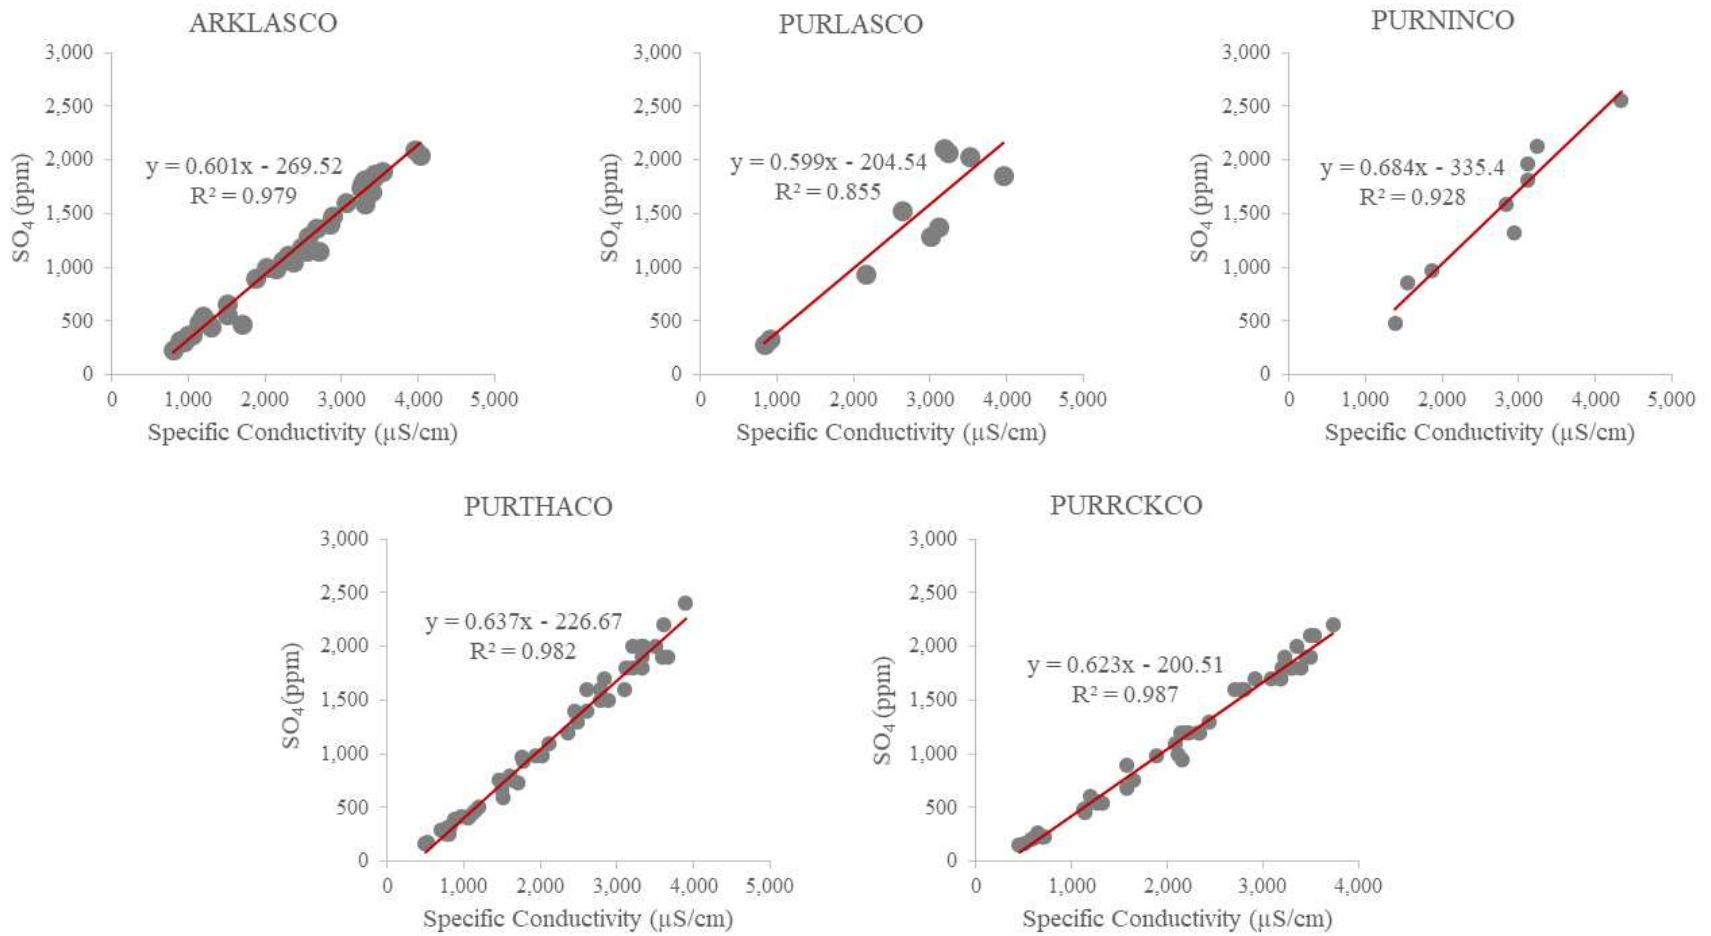 ARKLASCO
3,000
2,500
2,000
1,500
1,000
500
0
SO₄ (ppm)
y = 0.601x - 269.52
R² = 0.979
0 1,000 2,000 3,000 4,000 5,000
Specific Conductivity (µS/cm)
PURLASCO
3,000
2,500
2,000
1,500
1,000
500
0
SO₄ (ppm)
y = 0.599x - 204.54
R² = 0.855
0 1,000 2,000 3,000 4,000 5,000
Specific Conductivity (µS/cm)
PURNINCO
3,000
2,500
2,000
1,500
1,000
500
0
SO₄ (ppm)
y = 0.684x - 335.4
R² = 0.928
0 1,000 2,000 3,000 4,000 5,000
Specific Conductivity (µS/cm)
PURTHACO
3,000
2,500
2,000
1,500
1,000
500
0
SO₄ (ppm)
y = 0.637x - 226.67
R² = 0.982
0 1,000 2,000 3,000 4,000 5,000
Specific Conductivity (µS/cm)
PURRCKCO
3,000
2,500
2,000
1,500
1,000
500
0
SO₄ (ppm)
y = 0.623x - 200.51
R² = 0.987
0 1,000 2,000 3,000 4,000
Specific Conductivity (µS/cm)